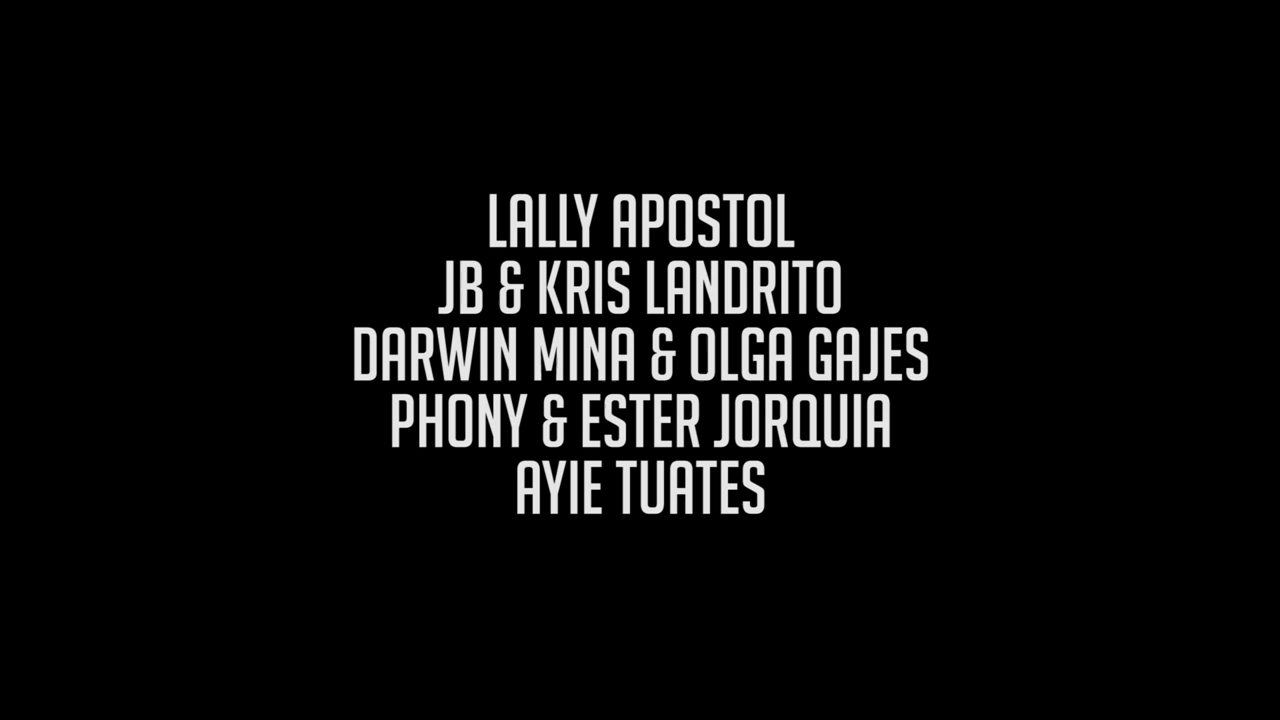 LALLY APOSTOL
JB & KRIS LANDRITO
DARWIN MINA & OLGA GAJES
PHONY & ESTER JORQUIA
AYIE TUATES